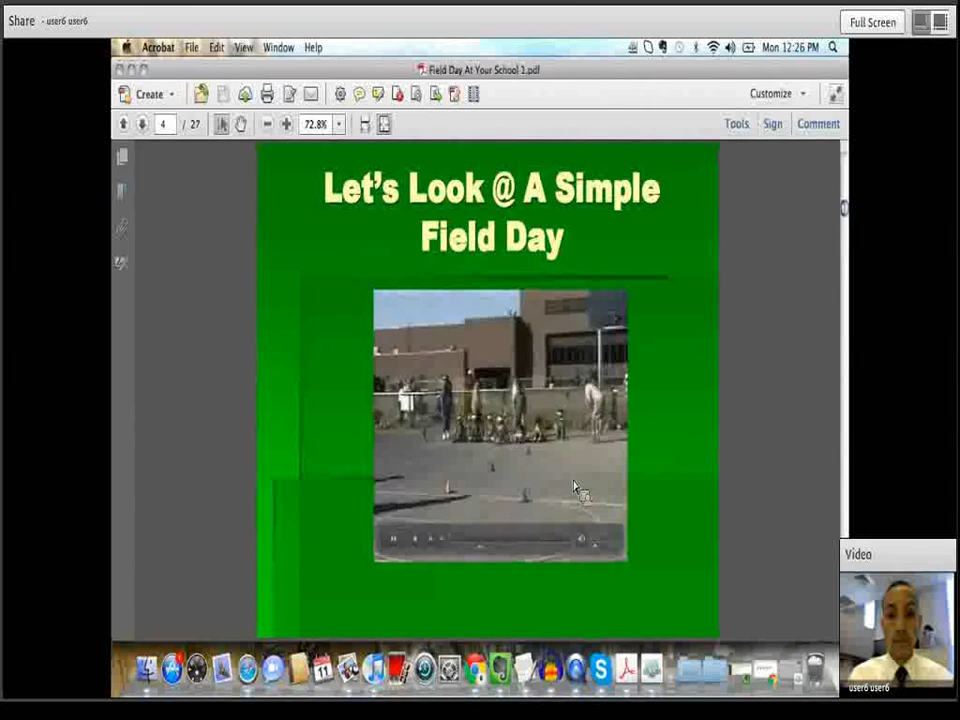 Share - user6 user6
Full Screen
Acrobat File Edit View Window Help
Mon 12:26 PM
Field Day At Your School 1.pdf
Create
Customize
4 / 27
72.8%
Tools Sign Comment
Let's Look @ A Simple
Field Day
Video
user6 user6